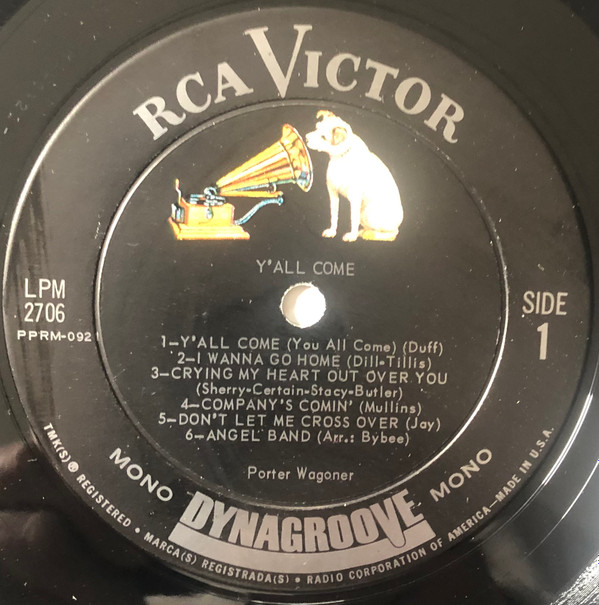 RCA VICTOR
Y'ALL COME
LPM
2706
PPRM-092
SIDE
1
1–Y'ALL COME (You All Come) (Duff)
2–I WANNA GO HOME (Dill-Tillis)
3–CRYING MY HEART OUT OVER YOU
(Sherry-Certain-Stacy-Butler)
4–COMPANY'S COMIN' (Mullins)
5–DON'T LET ME CROSS OVER (Jay)
6–ANGEL BAND (Arr.: Bybee)
Porter Wagoner
MONO DYNAGROOVE MONO
TMK(S) ® REGISTERED • MARCA(S) REGISTRADA(S) • RADIO CORPORATION OF AMERICA—MADE IN U.S.A.